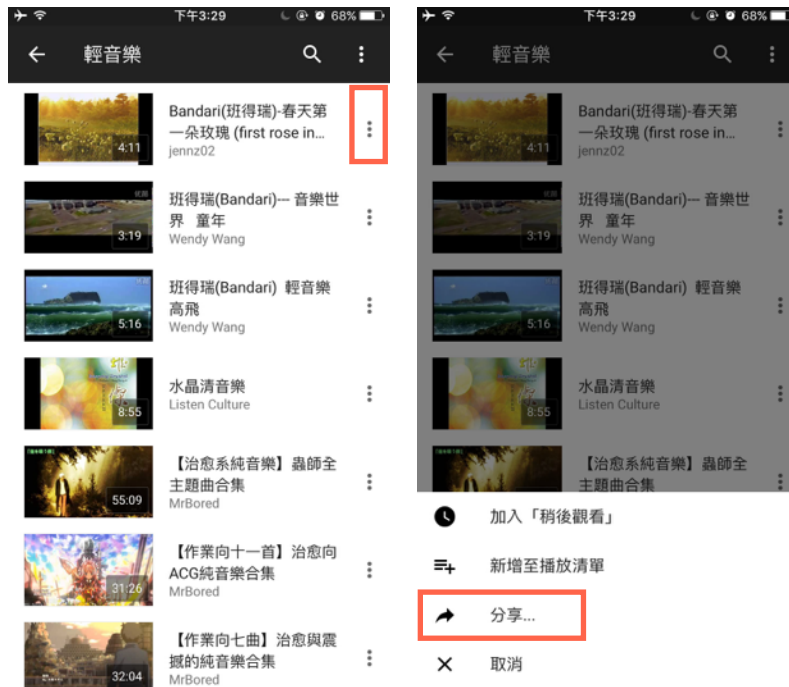 下午3:29
68%
輕音樂
Bandari(班得瑞)-春天第
一朵玫瑰 (first rose in...
jennz02
4:11
班得瑞(Bandari)--- 音樂世
界 童年
Wendy Wang
3:19
班得瑞(Bandari) 輕音樂
高飛
Wendy Wang
5:16
水晶清音樂
Listen Culture
8:55
【治愈系純音樂】蟲師全
主題曲合集
MrBored
55:09
【作業向十一首】治愈向
ACG純音樂合集
MrBored
31:26
【作業向七曲】治愈與震
撼的純音樂合集
MrBored
32:04
下午3:29
68%
輕音樂
Bandari(班得瑞)-春天第
一朵玫瑰 (first rose in...
jennz02
4:11
班得瑞(Bandari)--- 音樂世
界 童年
Wendy Wang
3:19
班得瑞(Bandari) 輕音樂
高飛
Wendy Wang
5:16
水晶清音樂
Listen Culture
8:55
【治愈系純音樂】蟲師全
主題曲合集
加入「稍後觀看」
新增至播放清單
分享...
取消